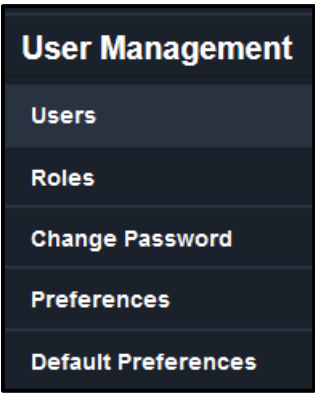 User Management
Users
Roles
Change Password
Preferences
Default Preferences